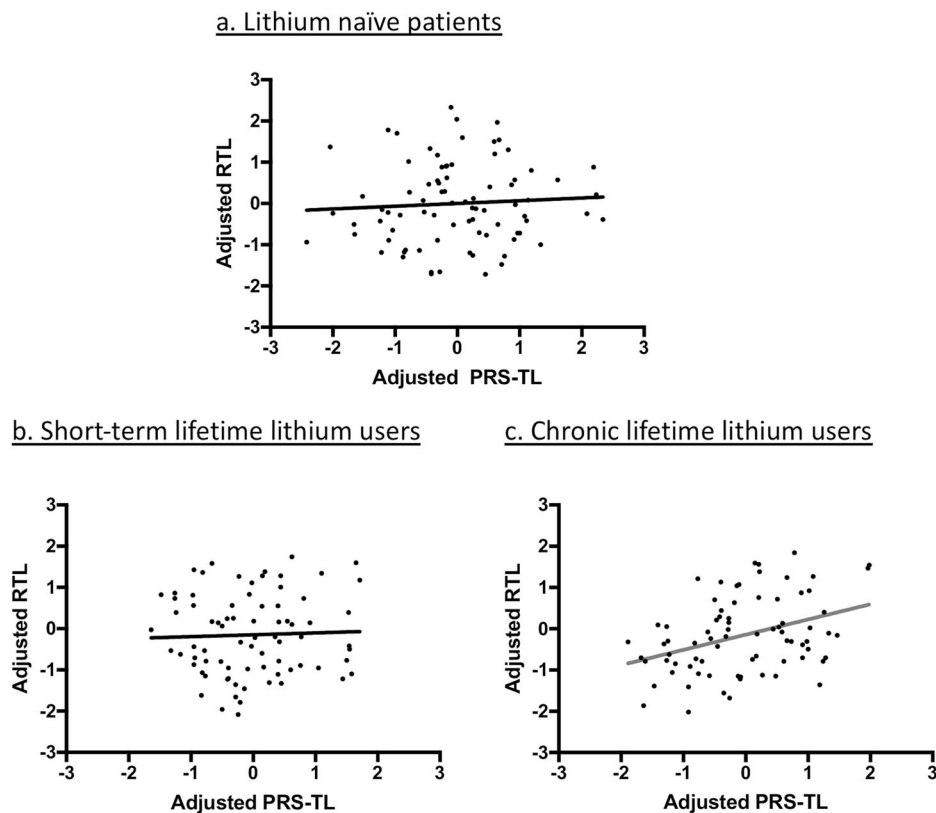 a. Lithium naïve patients
3
2
1
0
-1
-2
-3
Adjusted RTL
-3 -2 -1 0 1 2 3
Adjusted PRS-TL
b. Short-term lifetime lithium users
3
2
1
0
-1
-2
-3
Adjusted RTL
-3 -2 -1 0 1 2 3
Adjusted PRS-TL
c. Chronic lifetime lithium users
3
2
1
0
-1
-2
-3
Adjusted RTL
-3 -2 -1 0 1 2 3
Adjusted PRS-TL